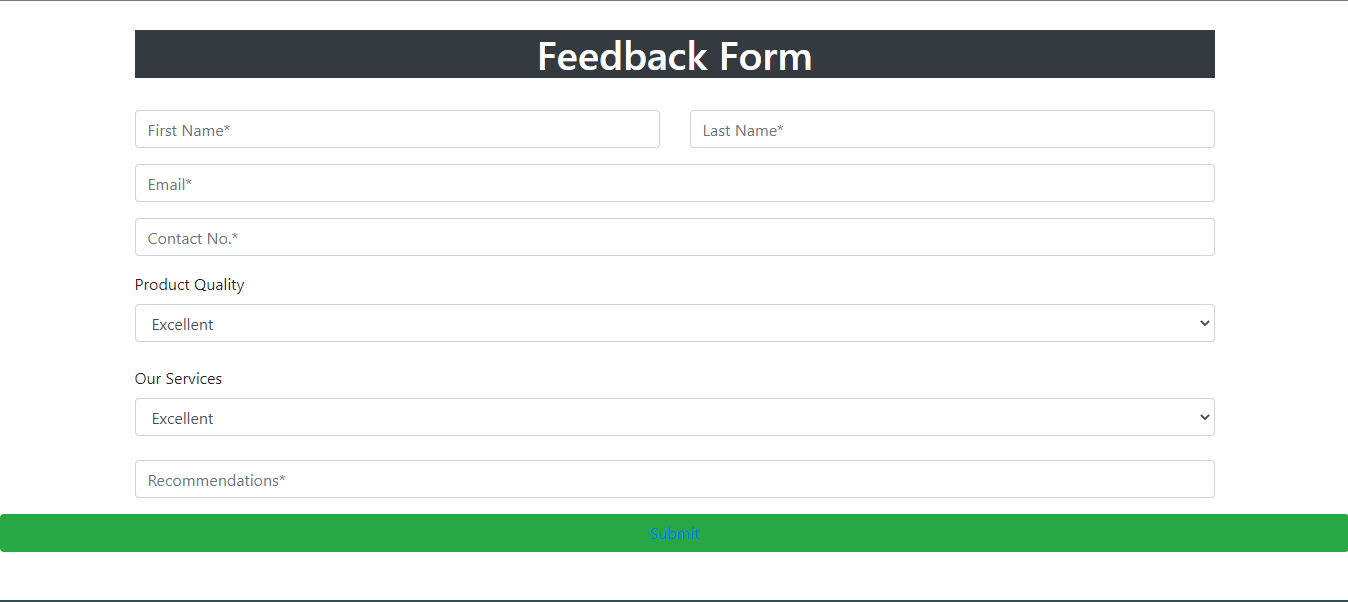 Feedback Form
First Name* Last Name*
Email*
Contact No.*
Product Quality
Excellent
Our Services
Excellent
Recommendations*
Submit